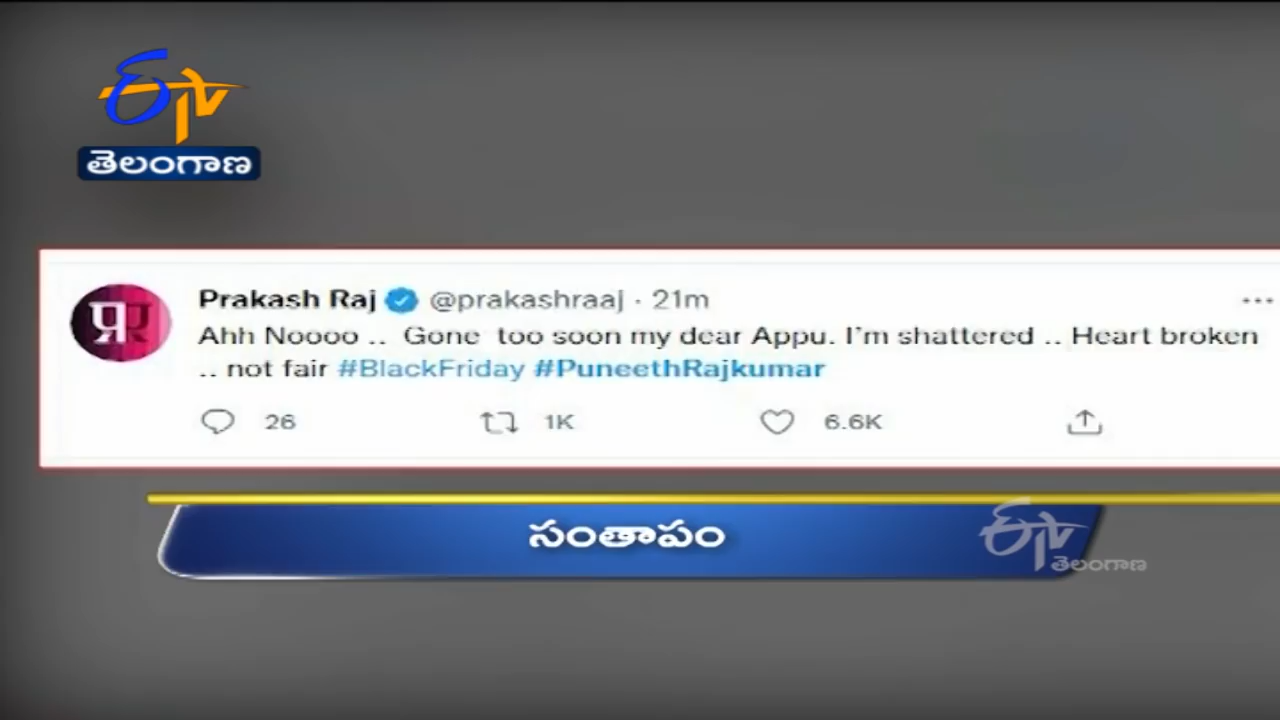 ETV
తెలంగాణ
Prakash Raj @prakashraaj · 21m
Ahh Noooo .. Gone too soon my dear Appu. I'm shattered .. Heart broken
.. not fair #BlackFriday #PuneethRajkumar
26 1K 6.6K
సంతాపం
ETV
తెలంగాణ